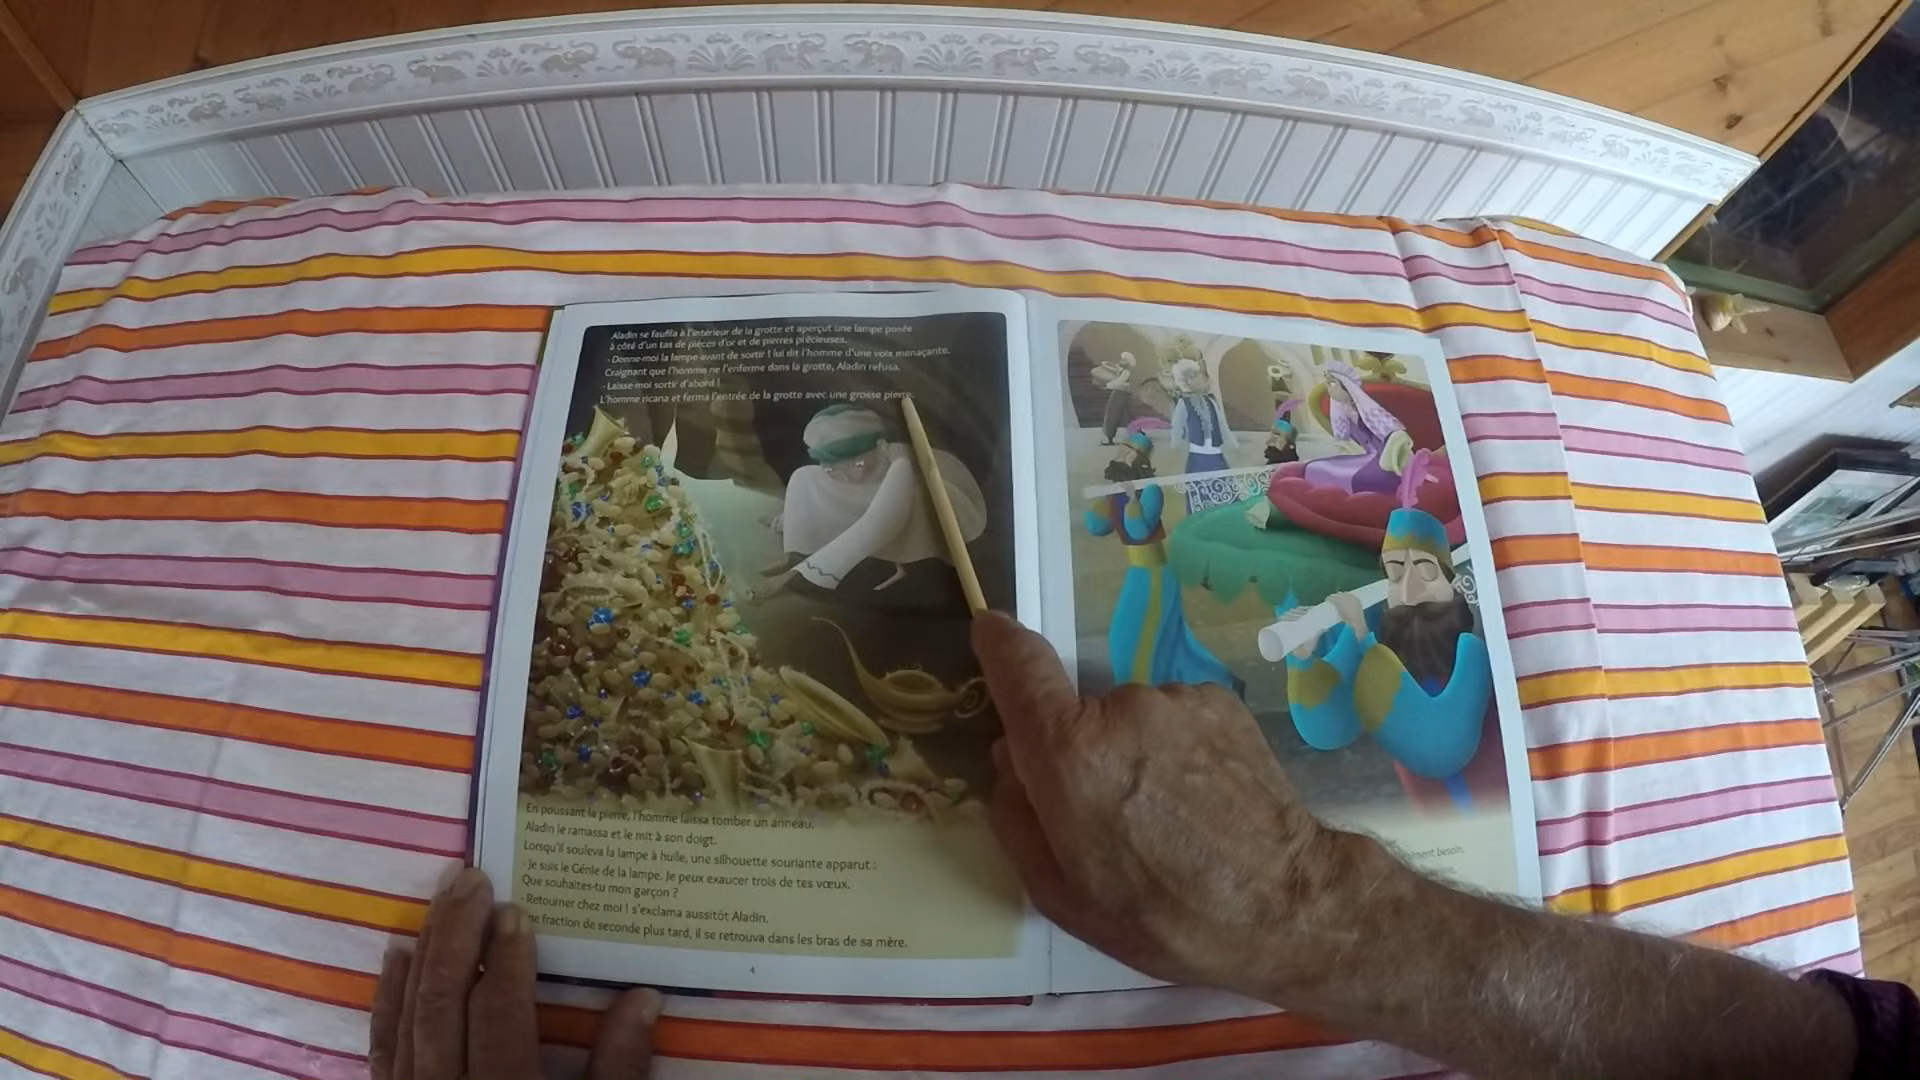 Aladin se faufila à l'intérieur de la grotte et aperçut une lampe posée
à côté d'un tas de pièces d'or et de pierres précieuses.
- Donne-moi la lampe avant de sortir ! lui dit l'homme d'une voix menaçante.
Craignant que l'homme ne l'enferme dans la grotte, Aladin refusa.
- Laisse-moi sortir d'abord !
L'homme ricana et ferma l'entrée de la grotte avec une grosse pierre.
En poussant la pierre, l'homme laissa tomber un anneau.
Aladin le ramassa et le mit à son doigt.
Lorsqu'il souleva la lampe à huile, une silhouette souriante apparut :
- Je suis le Génie de la lampe. Je peux exaucer trois de tes vœux.
Que souhaites-tu mon garçon ?
- Retourner chez moi ! s'exclama aussitôt Aladin.
ne fraction de seconde plus tard, il se retrouva dans les bras de sa mère.
4
besoin.